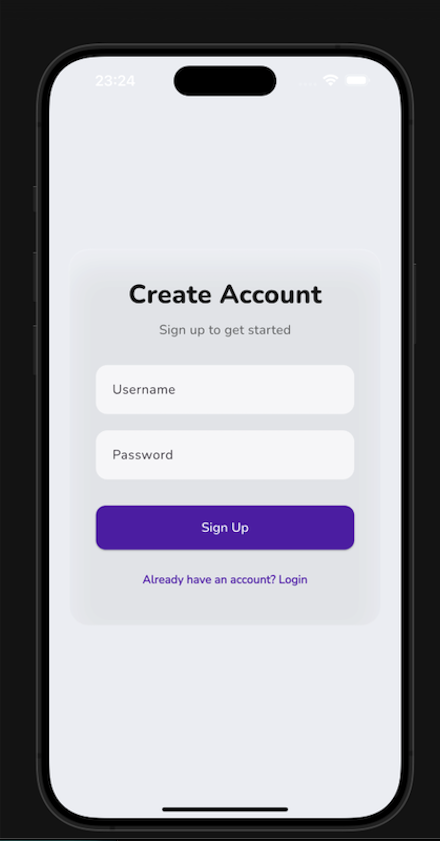 23:24
Create Account
Sign up to get started
Username
Password
Sign Up
Already have an account? Login